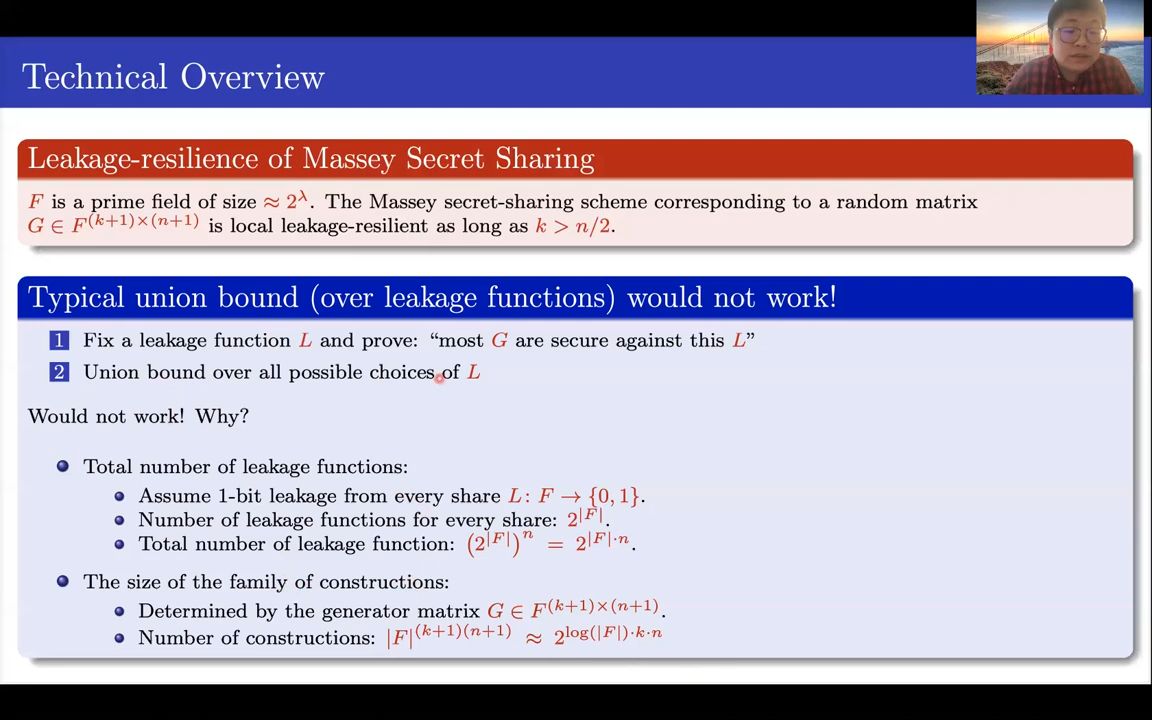 Technical Overview
Leakage-resilience of Massey Secret Sharing
F is a prime field of size ≈ 2^λ. The Massey secret-sharing scheme corresponding to a random matrix
G ∈ F^(k+1)×(n+1) is local leakage-resilient as long as k > n/2.
Typical union bound (over leakage functions) would not work!
1 Fix a leakage function L and prove: “most G are secure against this L”
2 Union bound over all possible choices of L
Would not work! Why?
Total number of leakage functions:
Assume 1-bit leakage from every share L: F → {0, 1}.
Number of leakage functions for every share: 2^|F|.
Total number of leakage function: (2^|F|)^n = 2^|F|·n.
The size of the family of constructions:
Determined by the generator matrix G ∈ F^(k+1)×(n+1).
Number of constructions: |F|^(k+1)(n+1) ≈ 2^log(|F|)·k·n